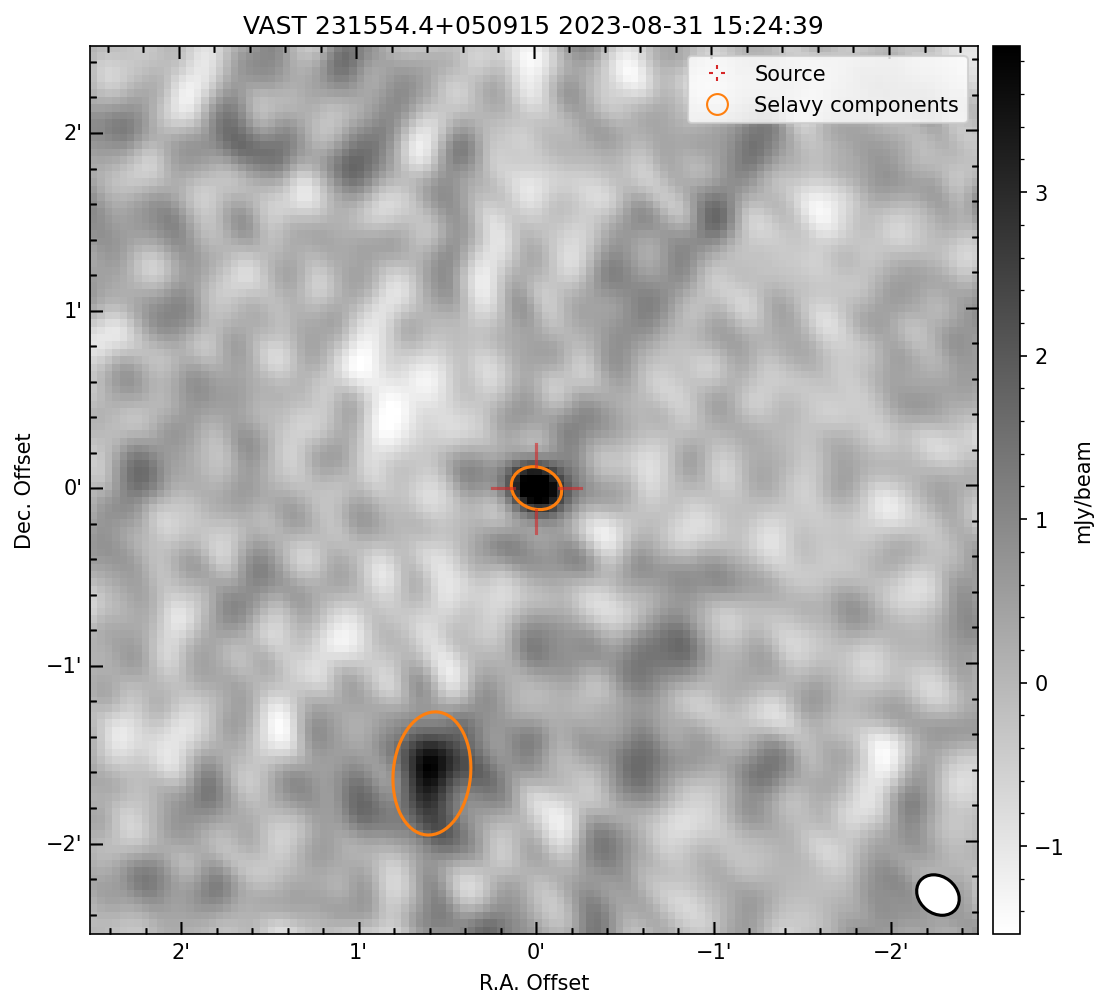 VAST 231554.4+050915 2023-08-31 15:24:39
Source
Selavy components
2'
1'
0'
−1'
−2'
Dec. Offset
2'
1'
0'
−1'
−2'
R.A. Offset
3
2
1
0
−1
mJy/beam